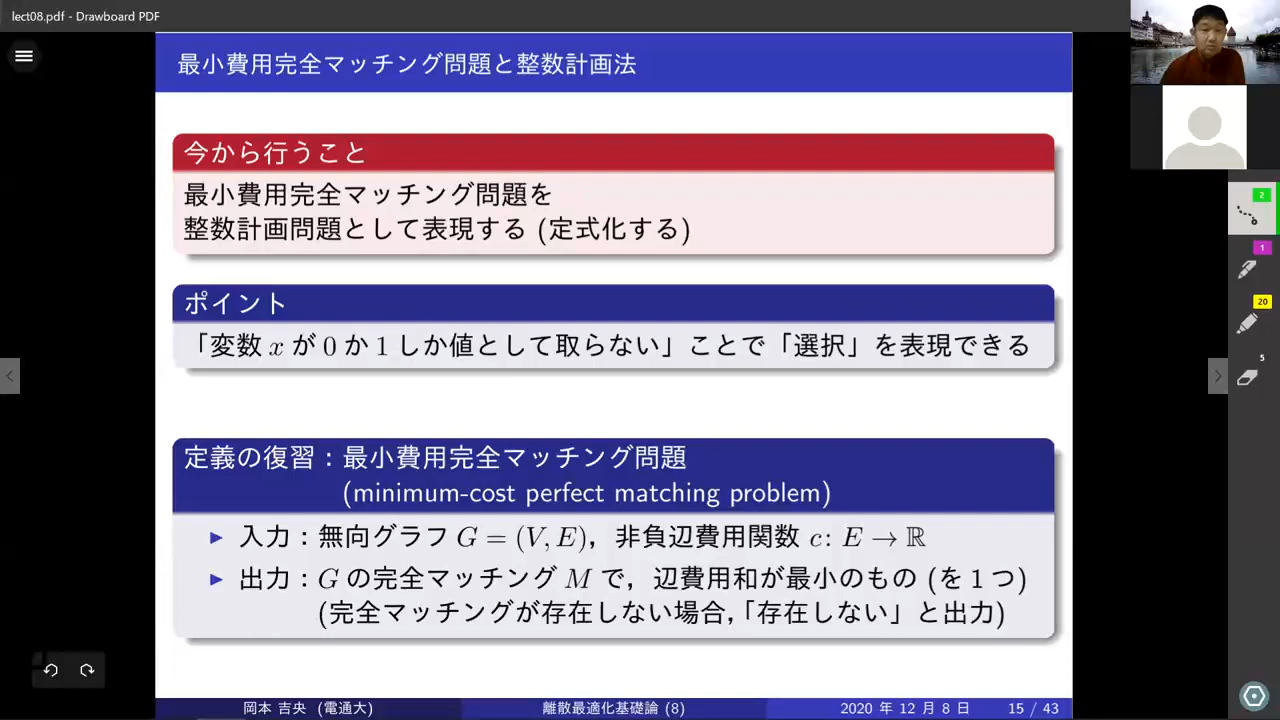 lect08.pdf - Drawboard PDF
最小費用完全マッチング問題と整数計画法
今から行うこと
最小費用完全マッチング問題を
整数計画問題として表現する (定式化する)
ポイント
「変数 x が 0 か 1 しか値として取らない」ことで「選択」を表現できる
定義の復習：最小費用完全マッチング問題
(minimum-cost perfect matching problem)
▶ 入力：無向グラフ G = (V, E)，非負辺費用関数 c: E → ℝ
▶ 出力：G の完全マッチング M で，辺費用和が最小のもの (を 1 つ)
(完全マッチングが存在しない場合，「存在しない」と出力)
岡本 吉央 (電通大)
離散最適化基礎論 (8)
2020 年 12 月 8 日
15 / 43
2
1
20
5